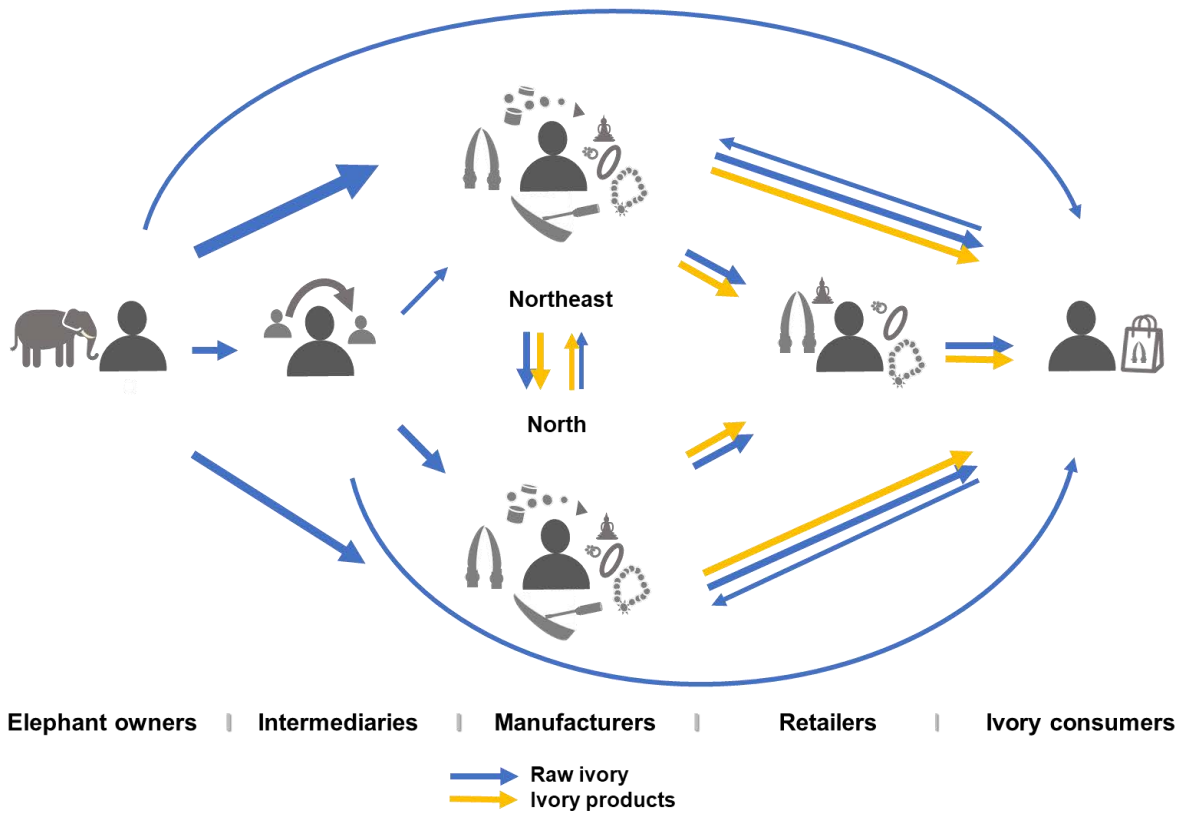 Northeast
North
Elephant owners
Intermediaries
Manufacturers
Retailers
Ivory consumers
Raw ivory
Ivory products